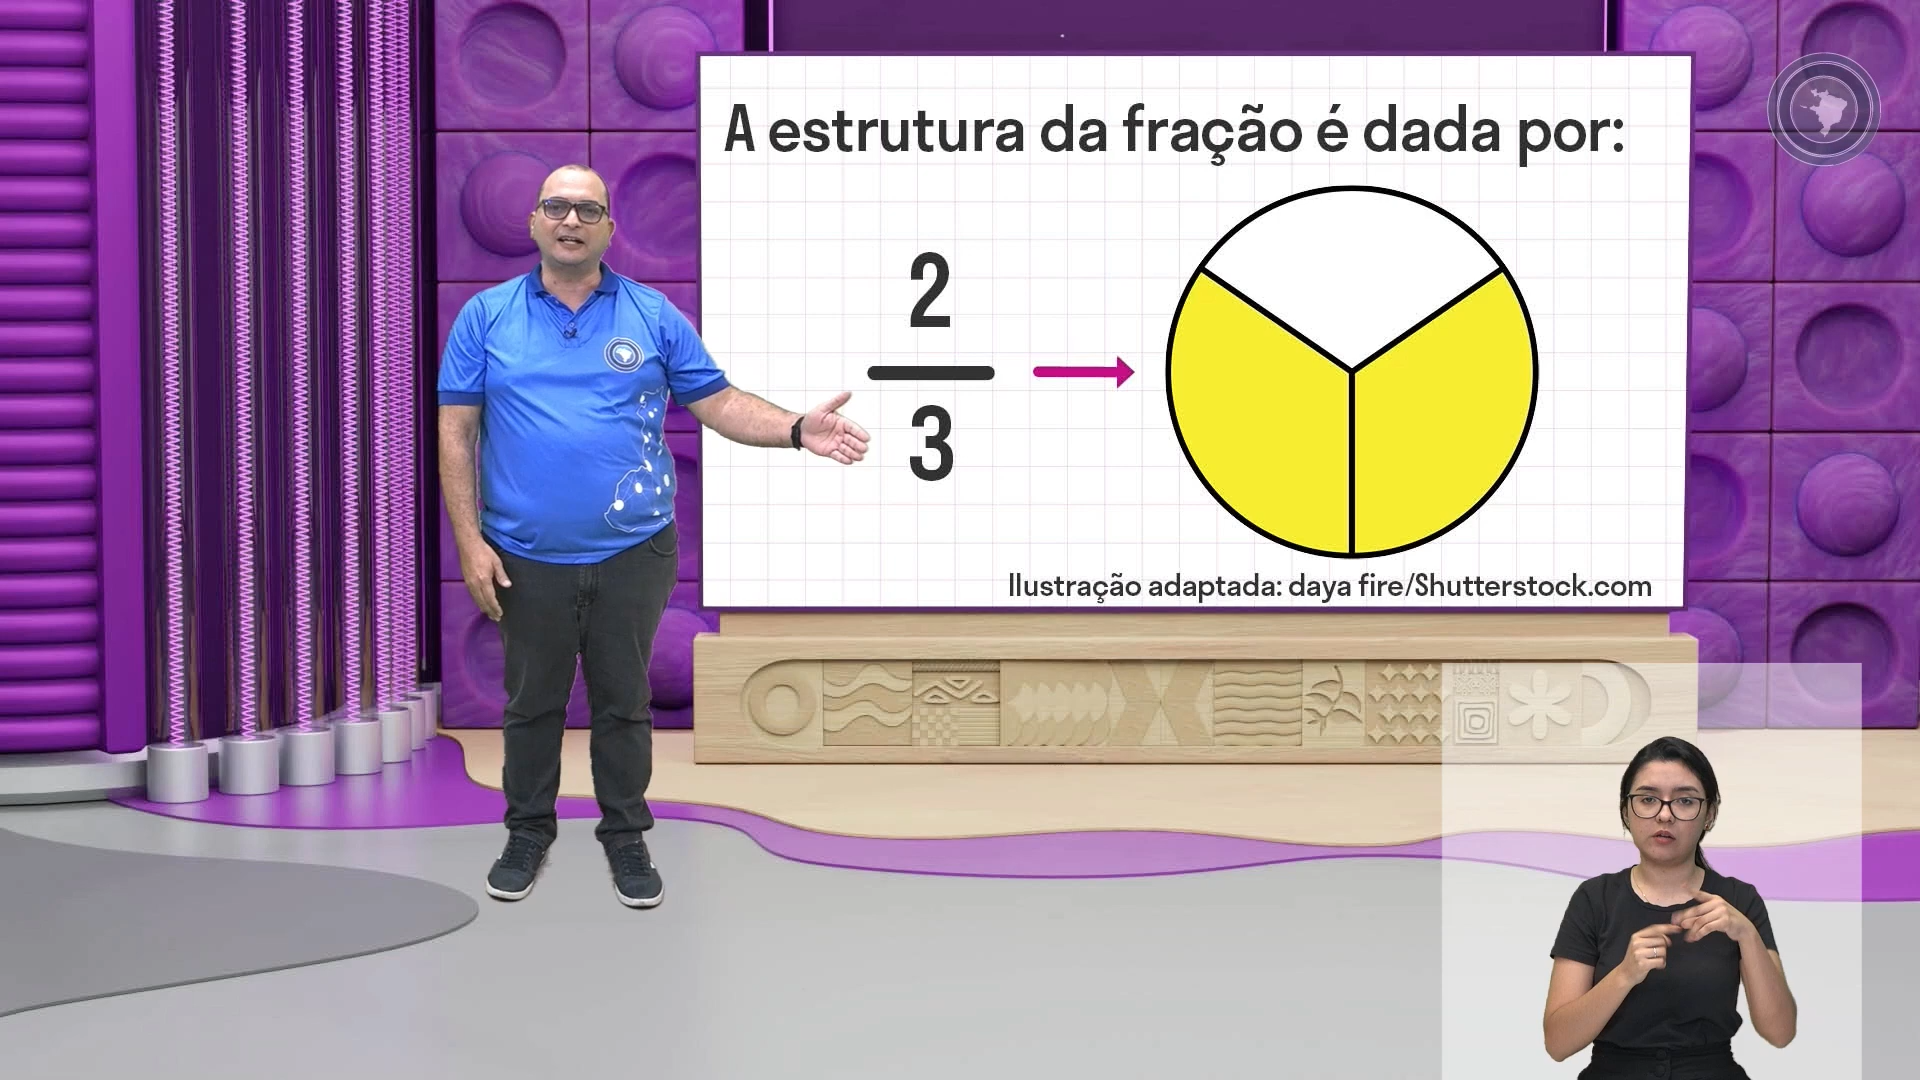 A estrutura da fração é dada por:
2
3
Ilustração adaptada: daya fire/Shutterstock.com